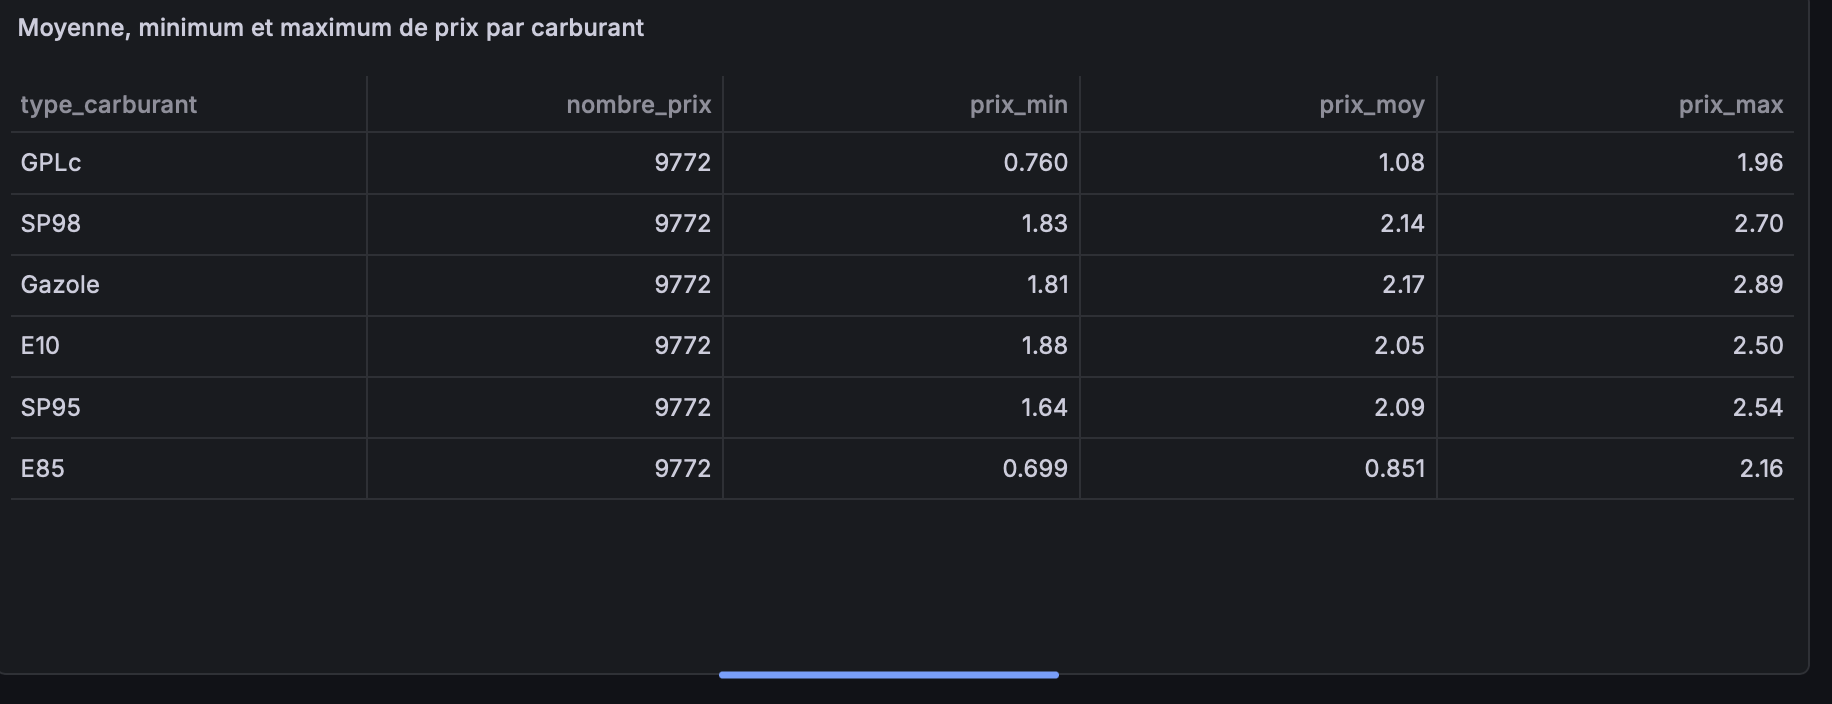 Moyenne, minimum et maximum de prix par carburant
type_carburant nombre_prix prix_min prix_moy prix_max
GPLc 9772 0.760 1.08 1.96
SP98 9772 1.83 2.14 2.70
Gazole 9772 1.81 2.17 2.89
E10 9772 1.88 2.05 2.50
SP95 9772 1.64 2.09 2.54
E85 9772 0.699 0.851 2.16